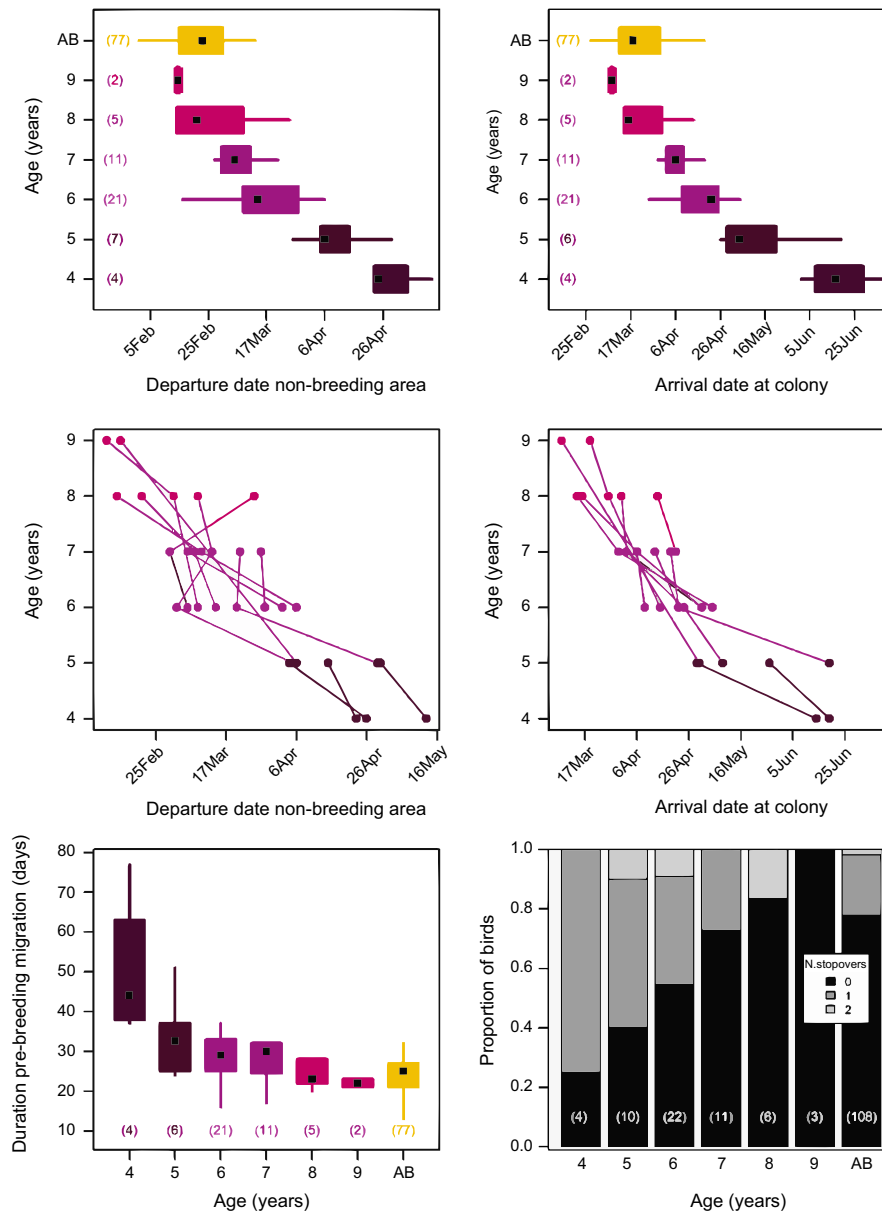 AB (77)
9 (2)
8 (5)
7 (11)
6 (21)
5 (7)
4 (4)
Age (years)
5Feb 25Feb 17Mar 6Apr 26Apr
Departure date non-breeding area
AB (77)
9 (2)
8 (5)
7 (11)
6 (21)
5 (6)
4 (4)
Age (years)
25Feb 17Mar 6Apr 26Apr 16May 5Jun 25Jun
Arrival date at colony
9
8
7
6
5
4
Age (years)
25Feb 17Mar 6Apr 26Apr 16May
Departure date non-breeding area
9
8
7
6
5
4
Age (years)
17Mar 6Apr 26Apr 16May 5Jun 25Jun
Arrival date at colony
80
70
60
50
40
30
20
10
Duration pre-breeding migration (days)
(4) (6) (21) (11) (5) (2) (77)
4 5 6 7 8 9 AB
Age (years)
1.0
0.8
0.6
0.4
0.2
0.0
Proportion of birds
N.stopovers
0
1
2
(4) (10) (22) (11) (6) (3) (108)
4 5 6 7 8 9 AB
Age (years)